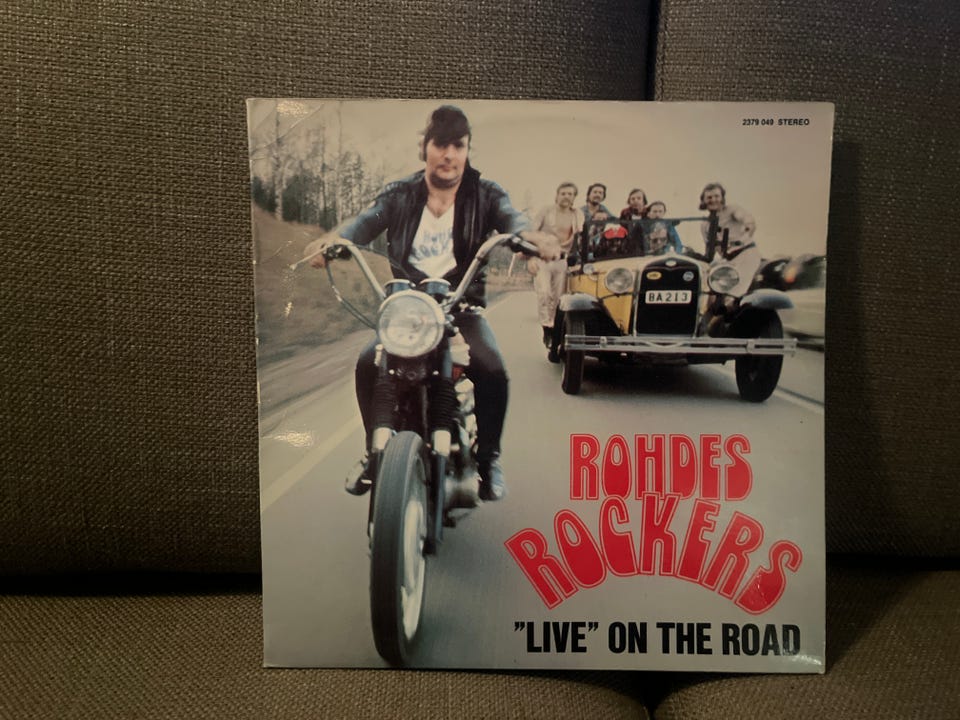 2379 049 STEREO
BA 213
ROHDES
ROCKERS
"LIVE" ON THE ROAD